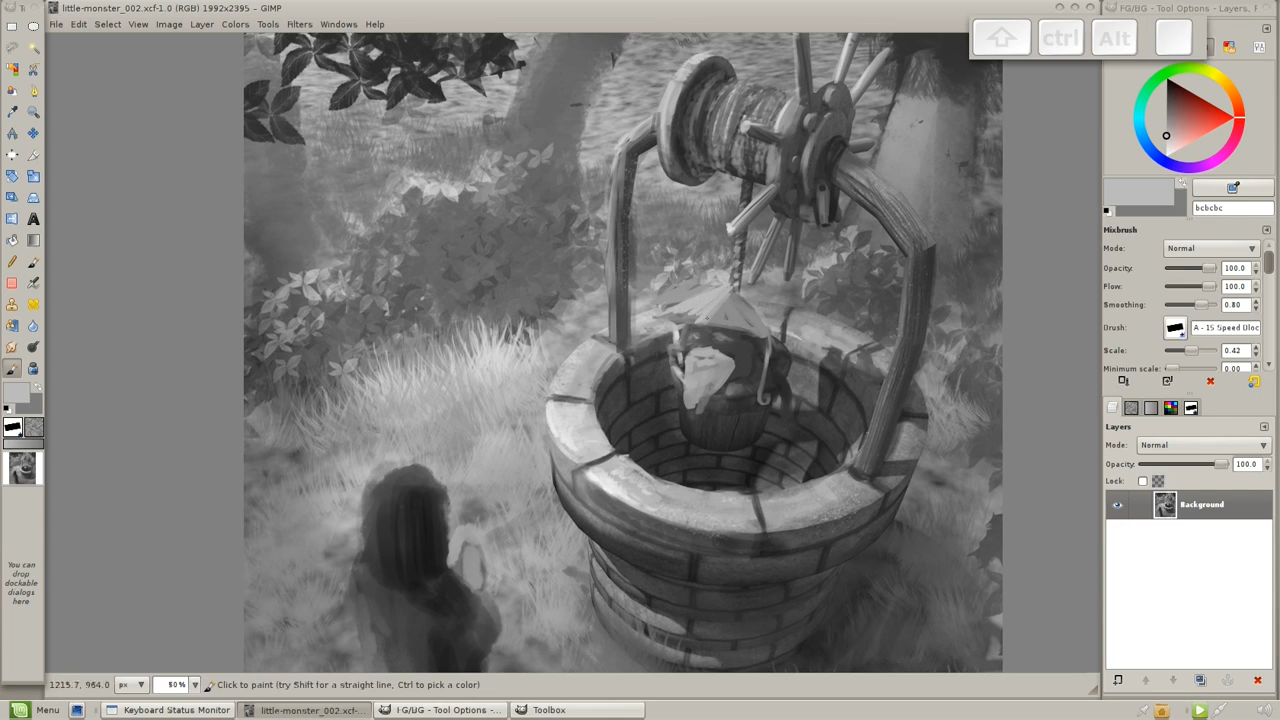 little-monster_002.xcf-1.0 (RGB) 1992x2395 – GIMP
FG/BG - Tool Options - Layers,
File Edit Select View Image Layer Colors Tools Filters Windows Help
ctrl Alt
bcbcbc
Mixbrush
Mode: Normal
Opacity: 100.0
Flow: 100.0
Smoothing: 0.80
Brush: A - 15 Speed Bloc
Scale: 0.42
Minimum scale: 0.00
Layers
Mode: Normal
Opacity: 100.0
Lock:
Background
You can
drop
dockable
dialogs
here
1215.7, 964.0 px 50% Click to paint (try Shift for a straight line, Ctrl to pick a color)
Menu Keyboard Status Monitor little-monster_002.xcf-... FG/BG - Tool Options -... Toolbox